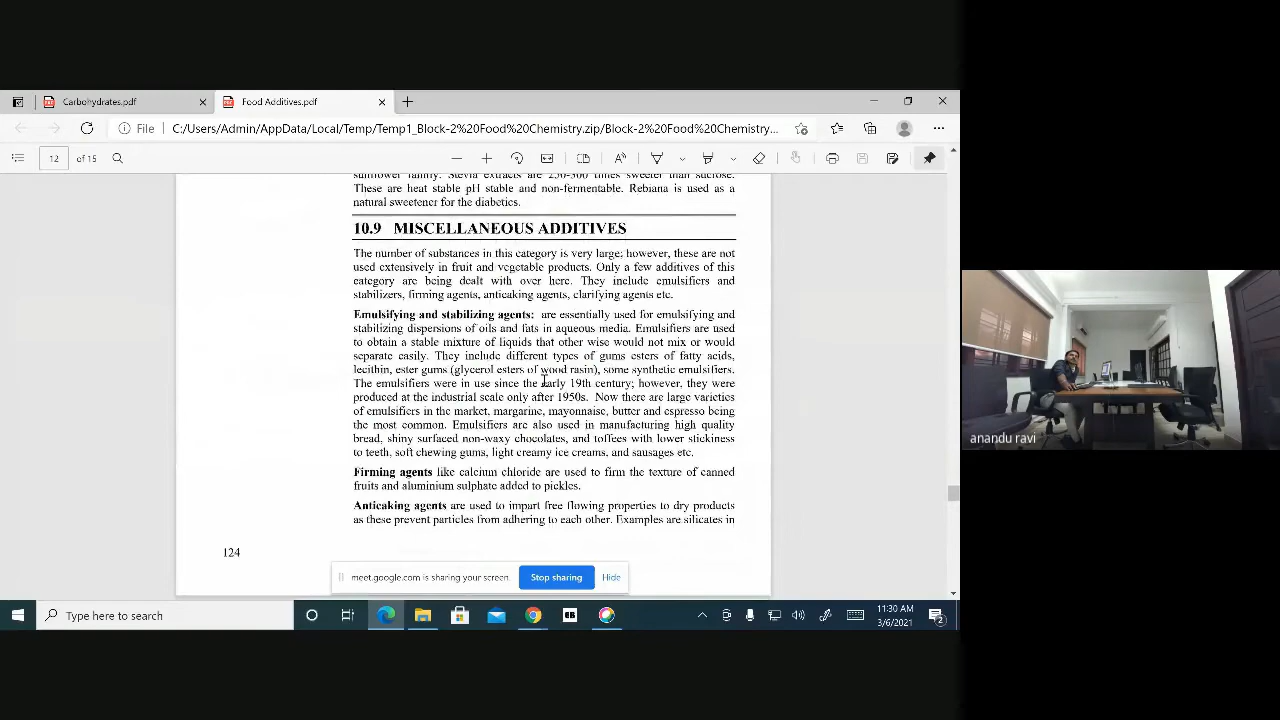 Carbohydrates.pdf
Food Additives.pdf
File
C:/Users/Admin/AppData/Local/Temp/Temp1_Block-2%20Food%20Chemistry.zip/Block-2%20Food%20Chemistry...
12 of 15
sunflower family. Stevia extracts are 250-300 times sweeter than sucrose.
These are heat stable pH stable and non-fermentable. Rebiana is used as a
natural sweetener for the diabetics.
10.9 MISCELLANEOUS ADDITIVES
The number of substances in this category is very large; however, these are not
used extensively in fruit and vegetable products. Only a few additives of this
category are being dealt with over here. They include emulsifiers and
stabilizers, firming agents, anticaking agents, clarifying agents etc.
Emulsifying and stabilizing agents: are essentially used for emulsifying and
stabilizing dispersions of oils and fats in aqueous media. Emulsifiers are used
to obtain a stable mixture of liquids that other wise would not mix or would
separate easily. They include different types of gums esters of fatty acids,
lecithin, ester gums (glycerol esters of wood rasin), some synthetic emulsifiers.
The emulsifiers were in use since the early 19th century; however, they were
produced at the industrial scale only after 1950s. Now there are large varieties
of emulsifiers in the market, margarine, mayonnaise, butter and espresso being
the most common. Emulsifiers are also used in manufacturing high quality
bread, shiny surfaced non-waxy chocolates, and toffees with lower stickiness
to teeth, soft chewing gums, light creamy ice creams, and sausages etc.
Firming agents like calcium chloride are used to firm the texture of canned
fruits and aluminium sulphate added to pickles.
Anticaking agents are used to impart free flowing properties to dry products
as these prevent particles from adhering to each other. Examples are silicates in
124
meet.google.com is sharing your screen.
Stop sharing
Hide
Type here to search
11:30 AM
3/6/2021
2
anandu ravi